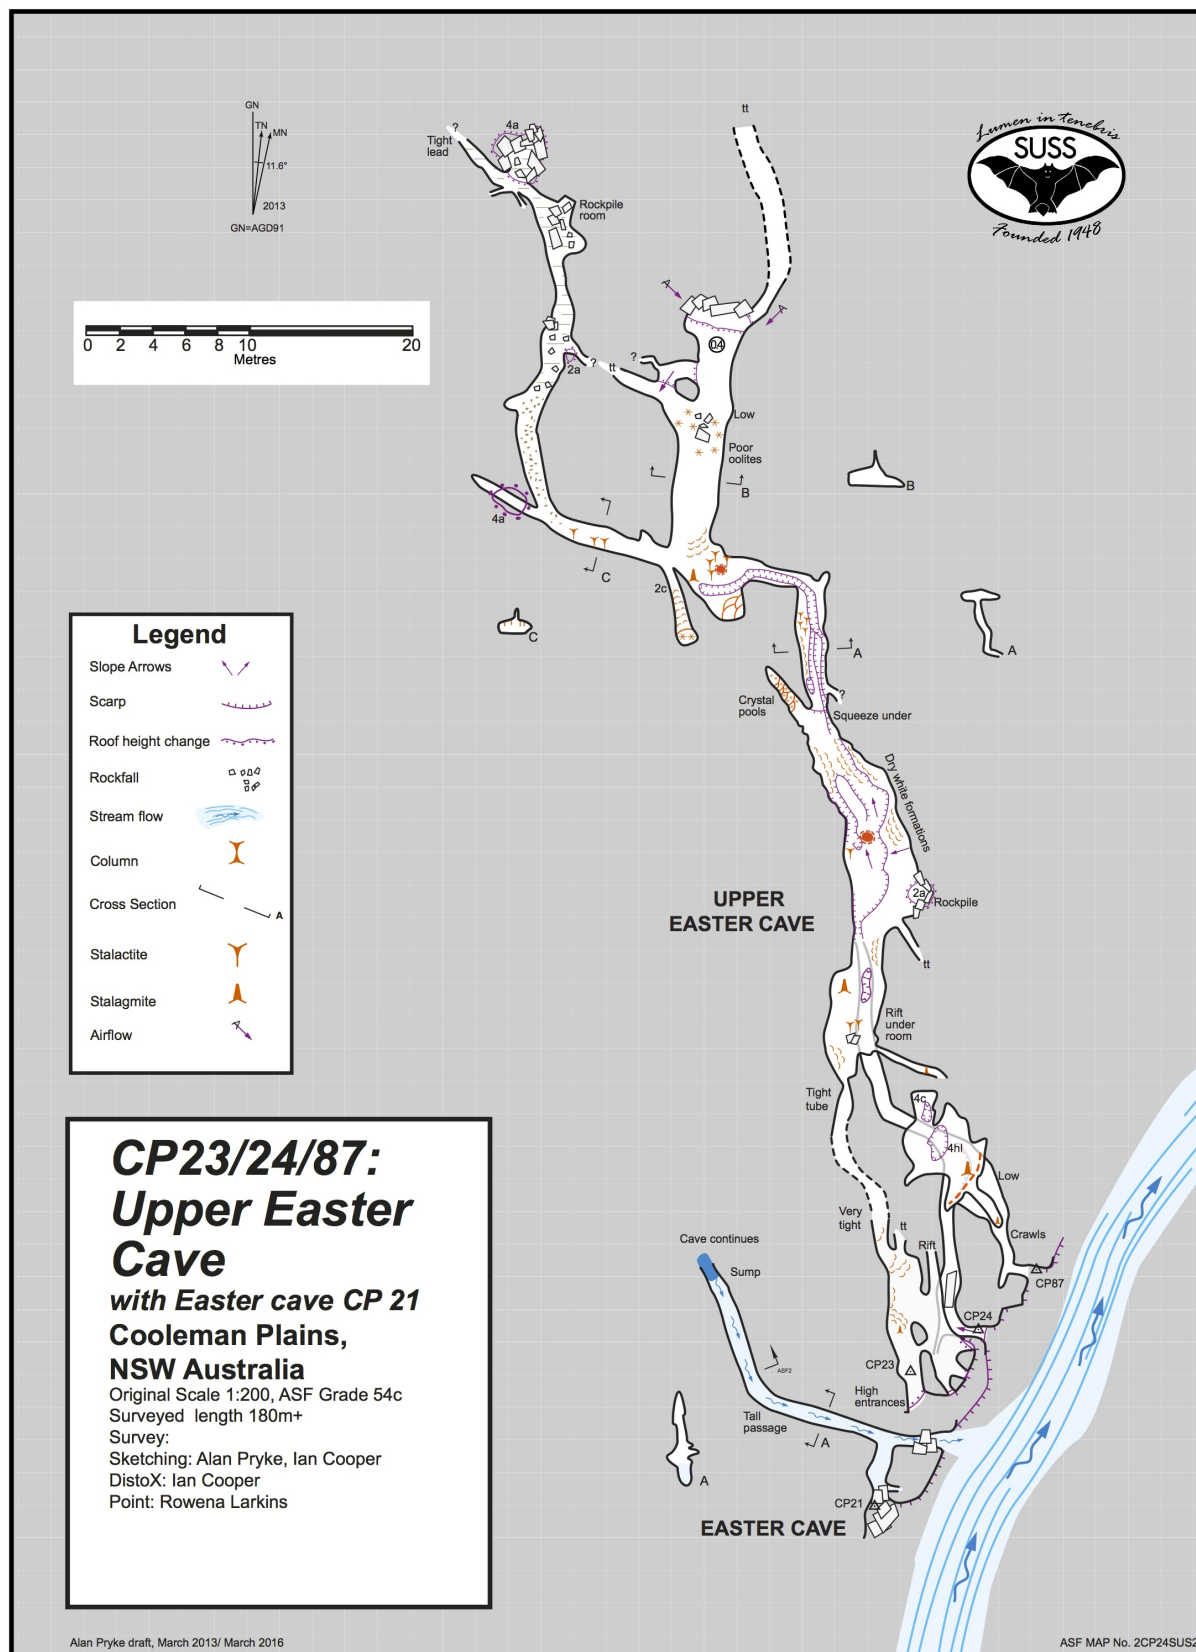 GN
TN
MN
11.6°
2013
GN=AGD91
tt
?
Tight
lead
4a
Rockpile
room
Lumen in tenebris
SUSS
Founded 1948
0 2 4 6 8 10 20
Metres
A
A
04
2a
?
tt
?
Low
Poor
oolites
B
B
4a
C
2c
C
A
A
?
Crystal
pools
Squeeze under
Dry white formations
Legend
Slope Arrows
Scarp
Roof height change
Rockfall
Stream flow
Column
Cross Section
A
Stalactite
Stalagmite
Airflow
A
UPPER
EASTER CAVE
2a
Rockpile
tt
Rift
under
room
Tight
tube
4c
4hl
Low
Very
tight
tt
Rift
Crawls
CP87
CP24
CP23
High
entrances
Cave continues
Sump
ASF2
Tall
passage
A
A
CP21
EASTER CAVE
CP23/24/87:
Upper Easter
Cave
with Easter cave CP 21
Cooleman Plains,
NSW Australia
Original Scale 1:200, ASF Grade 54c
Surveyed length 180m+
Survey:
Sketching: Alan Pryke, Ian Cooper
DistoX: Ian Cooper
Point: Rowena Larkins
Alan Pryke draft, March 2013/ March 2016
ASF MAP No. 2CP24SUS2